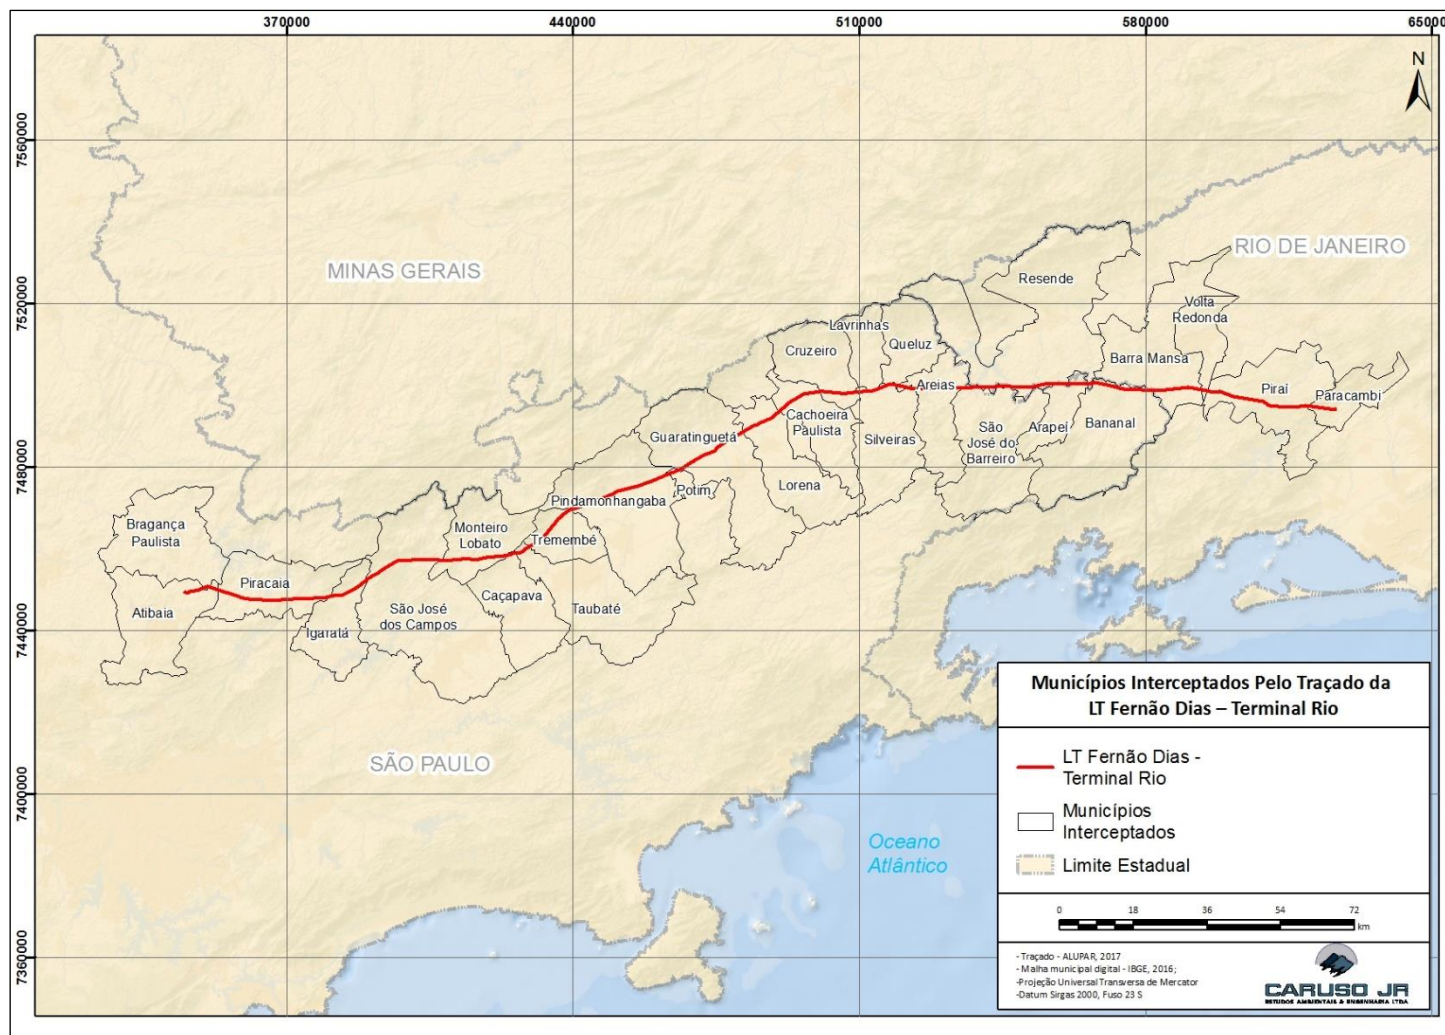 370000
440000
510000
580000
650000
N
7560000
7520000
7480000
7440000
7400000
7360000
MINAS GERAIS
RIO DE JANEIRO
SÃO PAULO
Resende
Volta
Redonda
Lavrinhas
Queluz
Cruzeiro
Barra Mansa
Areias
Piraí
Paracambi
Cachoeira
Paulista
Guaratinguetá
Silveiras
São
José do
Barreiro
Arapeí
Bananal
Lorena
Potim
Pindamonhangaba
Bragança
Paulista
Monteiro
Lobato
Tremembé
Piracaia
Caçapava
Taubaté
Atibaia
São José
dos Campos
Igaratá
Oceano
Atlântico
Municípios Interceptados Pelo Traçado da
LT Fernão Dias – Terminal Rio
LT Fernão Dias -
Terminal Rio
Municípios
Interceptados
Limite Estadual
0 18 36 54 72
km
- Traçado - ALUPAR, 2017
- Malha municipal digital - IBGE, 2016;
-Projeção Universal Transversa de Mercator
-Datum Sirgas 2000, Fuso 23 S
CARUSO JR
ESTUDOS AMBIENTAIS & ENGENHARIA LTDA.